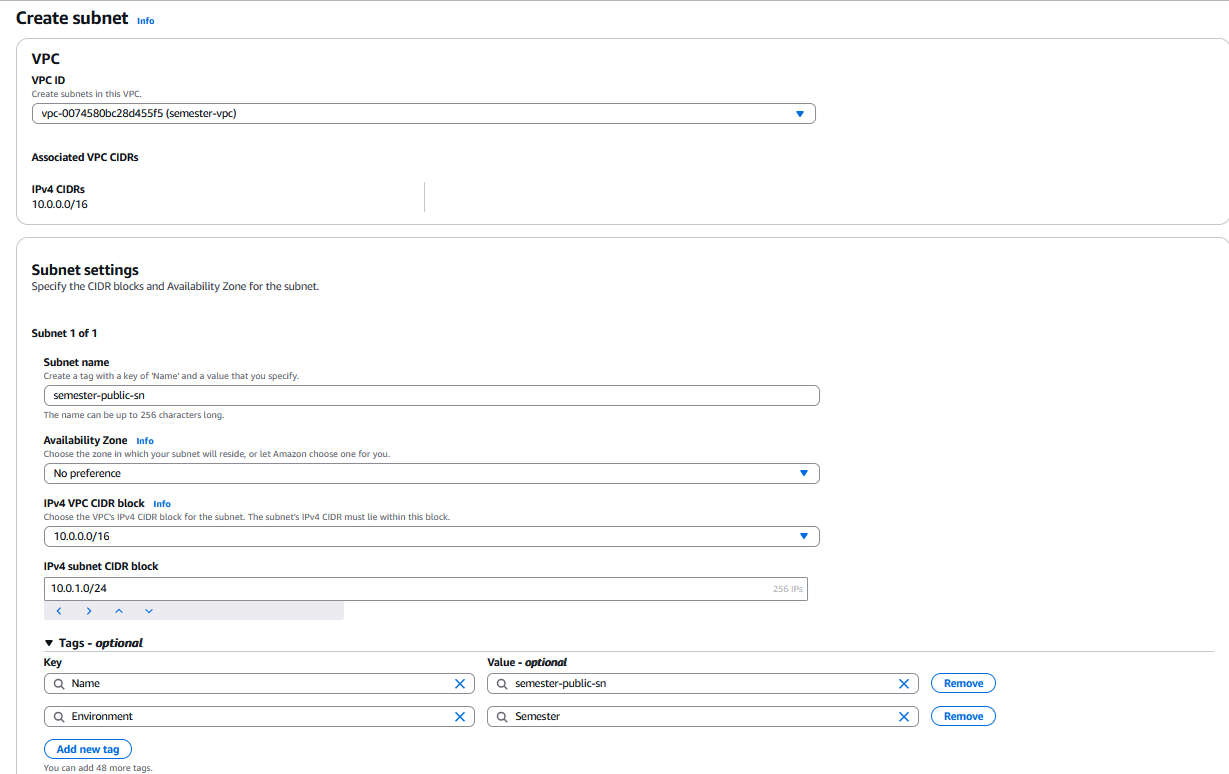 Create subnet Info
VPC
VPC ID
Create subnets in this VPC.
vpc-0074580bc28d455f5 (semester-vpc)
Associated VPC CIDRs
IPv4 CIDRs
10.0.0.0/16
Subnet settings
Specify the CIDR blocks and Availability Zone for the subnet.
Subnet 1 of 1
Subnet name
Create a tag with a key of 'Name' and a value that you specify.
semester-public-sn
The name can be up to 256 characters long.
Availability Zone Info
Choose the zone in which your subnet will reside, or let Amazon choose one for you.
No preference
IPv4 VPC CIDR block Info
Choose the VPC's IPv4 CIDR block for the subnet. The subnet's IPv4 CIDR must lie within this block.
10.0.0.0/16
IPv4 subnet CIDR block
10.0.1.0/24 256 IPs
Tags - optional
Key Value - optional
Name semester-public-sn Remove
Environment Semester Remove
Add new tag
You can add 48 more tags.